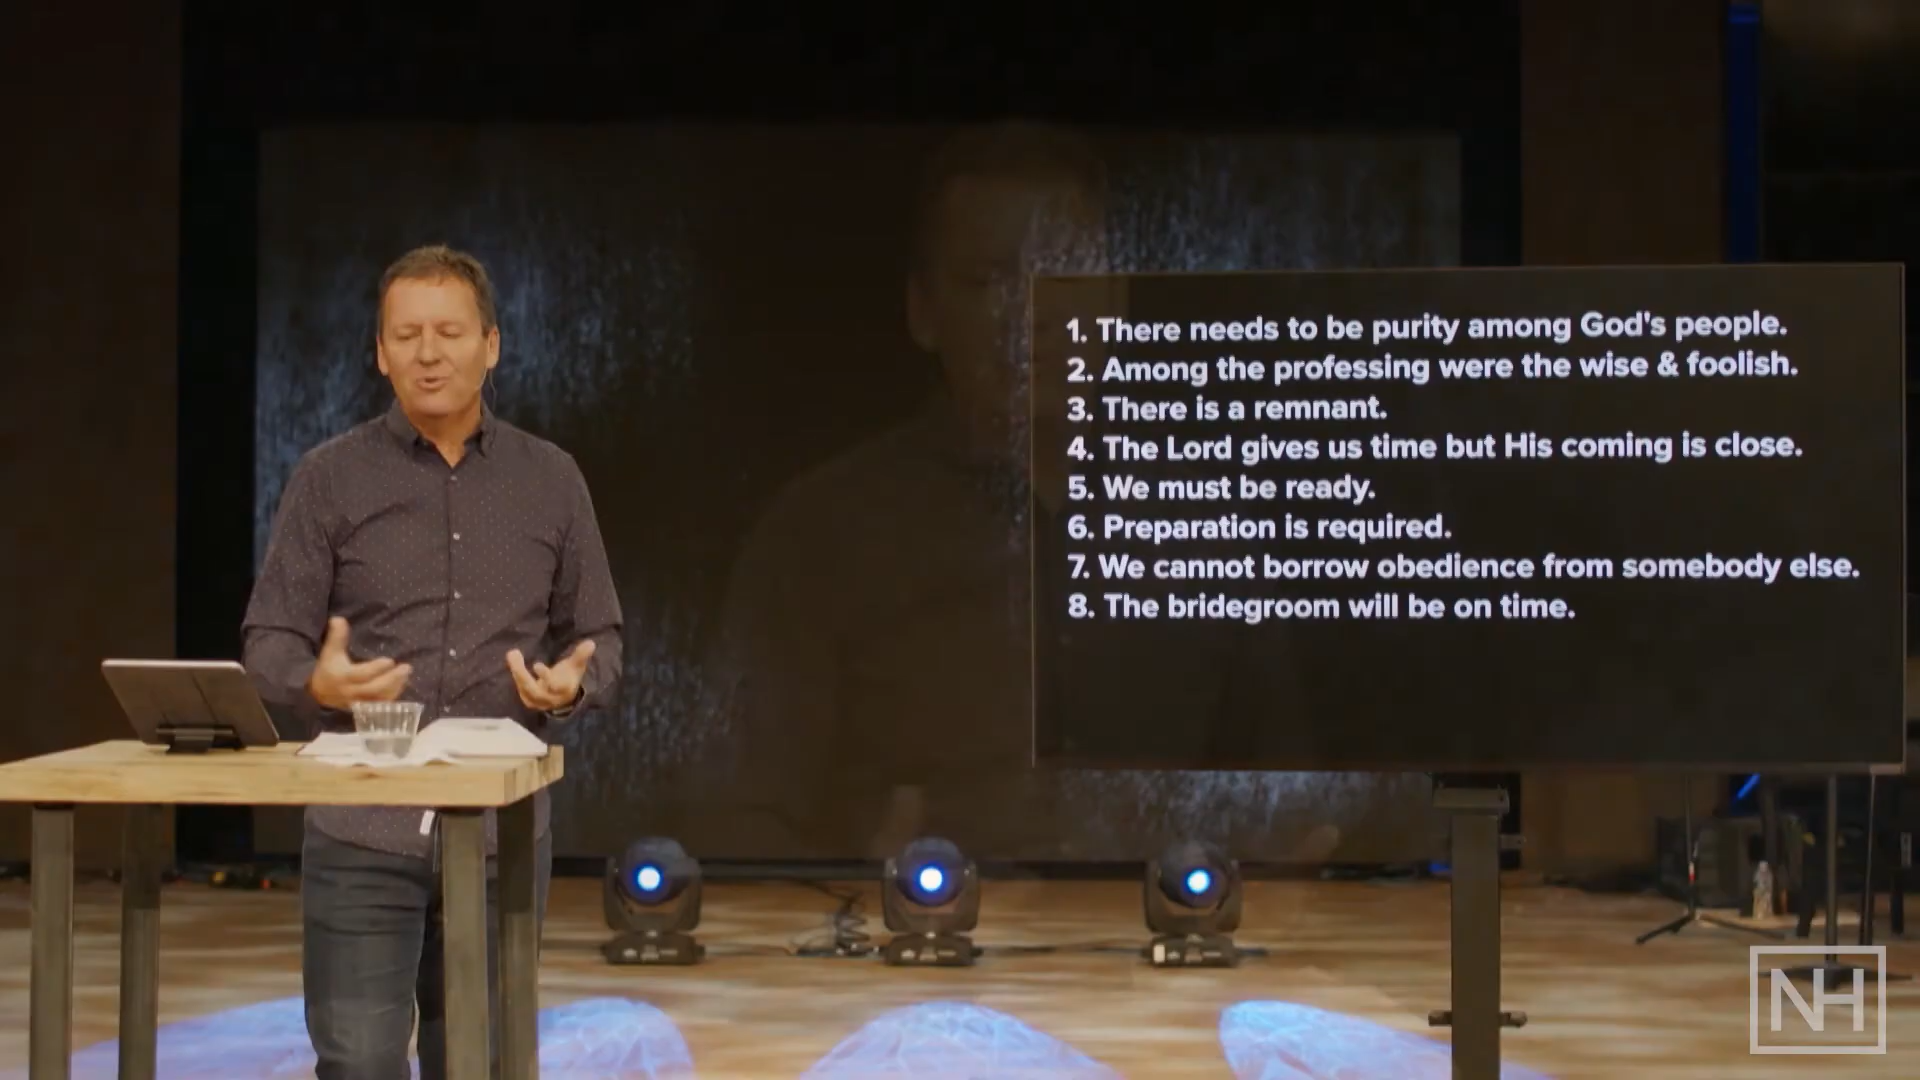 1. There needs to be purity among God's people.
2. Among the professing were the wise & foolish.
3. There is a remnant.
4. The Lord gives us time but His coming is close.
5. We must be ready.
6. Preparation is required.
7. We cannot borrow obedience from somebody else.
8. The bridegroom will be on time.
NH